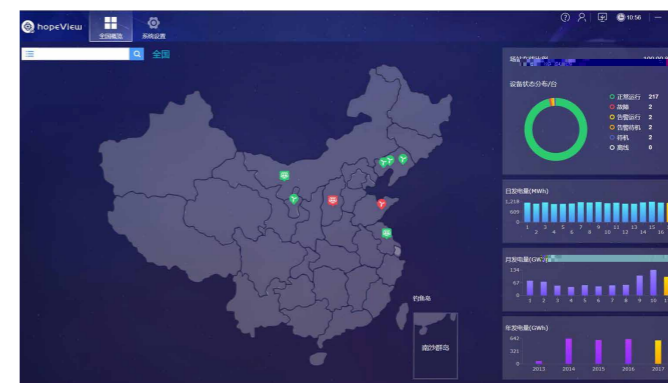 hopeView
全国概览
系统设置
10:56
全国
设备状态分布/台
正常运行 217
故障 2
告警运行 2
告警待机 2
待机 2
离线 0
日发电量(MWh)
1,218
609
0
1 2 3 4 5 6 7 8 9 10 11 12 13 14 15 16
月发电量(GWh)
134
67
0
1 2 3 4 5 6 7 8 9 10
钓鱼岛
南沙群岛
年发电量(GWh)
642
321
0
2013 2014 2015 2016 2017